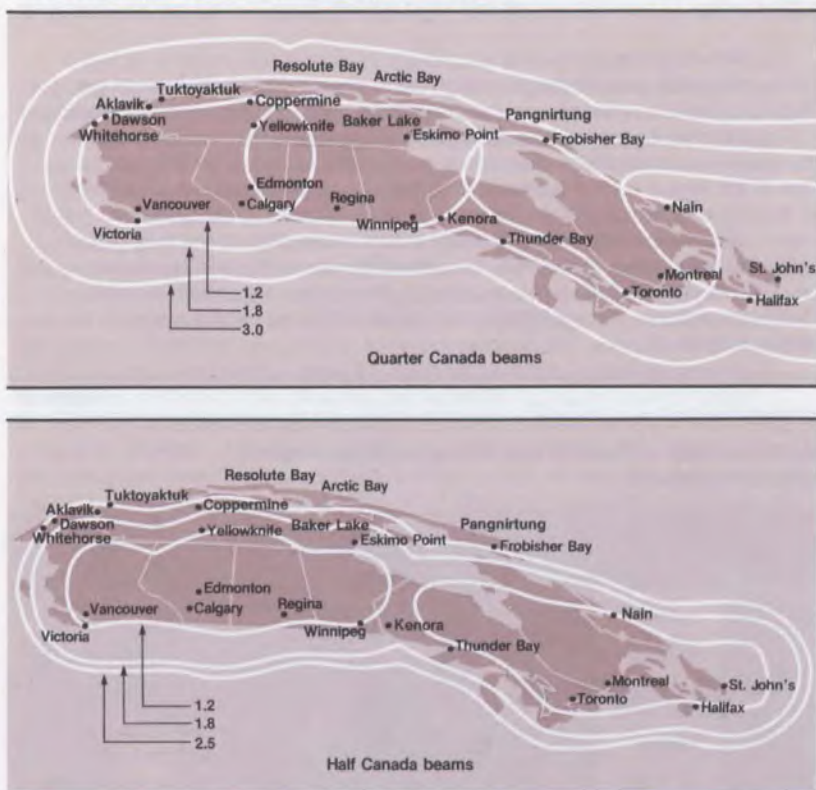 Resolute Bay
Arctic Bay
Tuktoyaktuk
Aklavik
Coppermine
Pangnirtung
Dawson
Yellowknife
Baker Lake
Whitehorse
Eskimo Point
Frobisher Bay
Edmonton
Vancouver
Calgary
Regina
Nain
Winnipeg
Kenora
Victoria
Thunder Bay
Montreal
St. John's
Toronto
Halifax
1.2
1.8
3.0
Quarter Canada beams
Resolute Bay
Arctic Bay
Tuktoyaktuk
Aklavik
Coppermine
Dawson
Yellowknife
Baker Lake
Pangnirtung
Whitehorse
Eskimo Point
Frobisher Bay
Edmonton
Vancouver
Calgary
Regina
Nain
Victoria
Winnipeg
Kenora
Thunder Bay
Montreal
St. John's
Toronto
Halifax
1.2
1.8
2.5
Half Canada beams